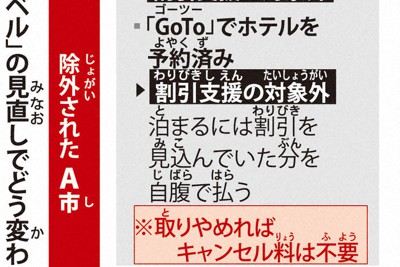 ベル」の見直しでどう変わ
除外された A市
「GoTo」でホテルを
予約済み
割引支援の対象外
泊まるには割引を
見込んでいた分を
自腹で払う
※取りやめれば
キャンセル料は不要